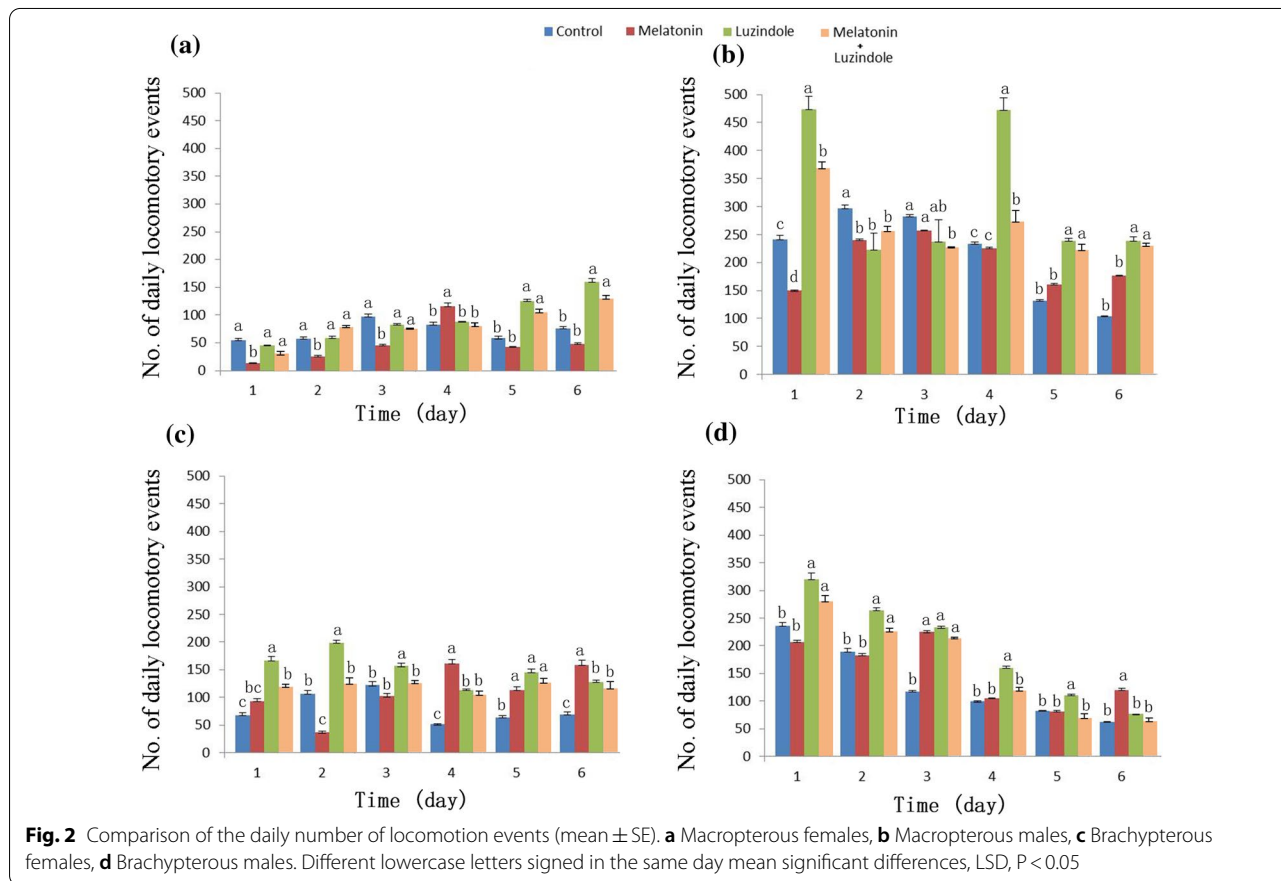 Control Melatonin Luzindole Melatonin
+
Luzindole
(a)
No. of daily locomotory events
500
450
400
350
300
250
200
150
100
50
0
a b a a
a b a a
a b a a
b a b b
b b a a
b b a a
1 2 3 4 5 6
Time (day)
(b)
No. of daily locomotory events
500
450
400
350
300
250
200
150
100
50
0
c d a b
a b b b
a a ab b
c c a b
b b a a
b b a a
1 2 3 4 5 6
Time (day)
(c)
No. of daily locomotory events
500
450
400
350
300
250
200
150
100
50
0
c bc a b
b c a b
b b a b
c a b b
b a a a
c a b b
1 2 3 4 5 6
Time (day)
(d)
No. of daily locomotory events
500
450
400
350
300
250
200
150
100
50
0
b b a a
b b a a
b a a a
b b a b
b b a b
b a b b
1 2 3 4 5 6
Time (day)
Fig. 2 Comparison of the daily number of locomotion events (mean ± SE). a Macropterous females, b Macropterous males, c Brachypterous
females, d Brachypterous males. Different lowercase letters signed in the same day mean significant differences, LSD, P < 0.05